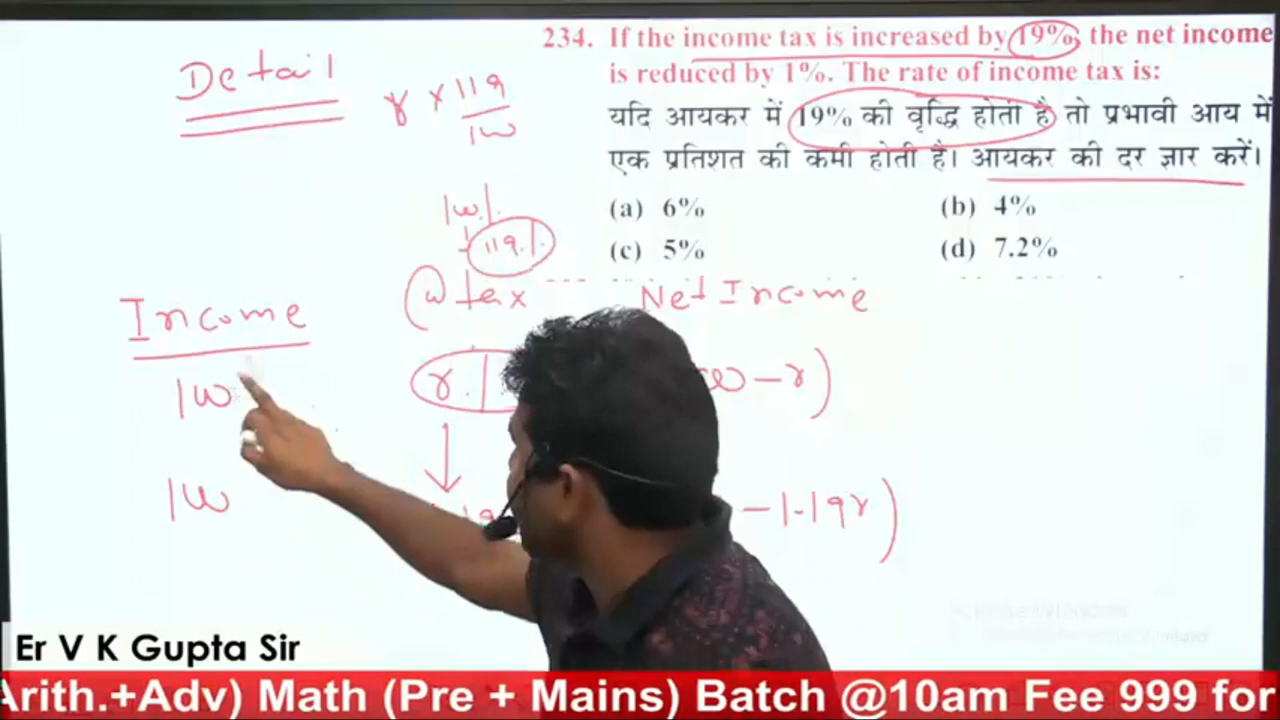 234. If the income tax is increased by 19%, the net income
is reduced by 1%. The rate of income tax is:
यदि आयकर में 19% की वृद्धि होती है तो प्रभावी आय में
एक प्रतिशत की कमी होती है। आयकर की दर ज्ञार करें।
(a) 6% (b) 4%
(c) 5% (d) 7.2%
Detail
r × 119
100
100%
119%
Income @ tax Net Income
100 r - r)
100 - 1.19r)
Er V K Gupta Sir
Arith.+Adv) Math (Pre + Mains) Batch @10am Fee 999 for